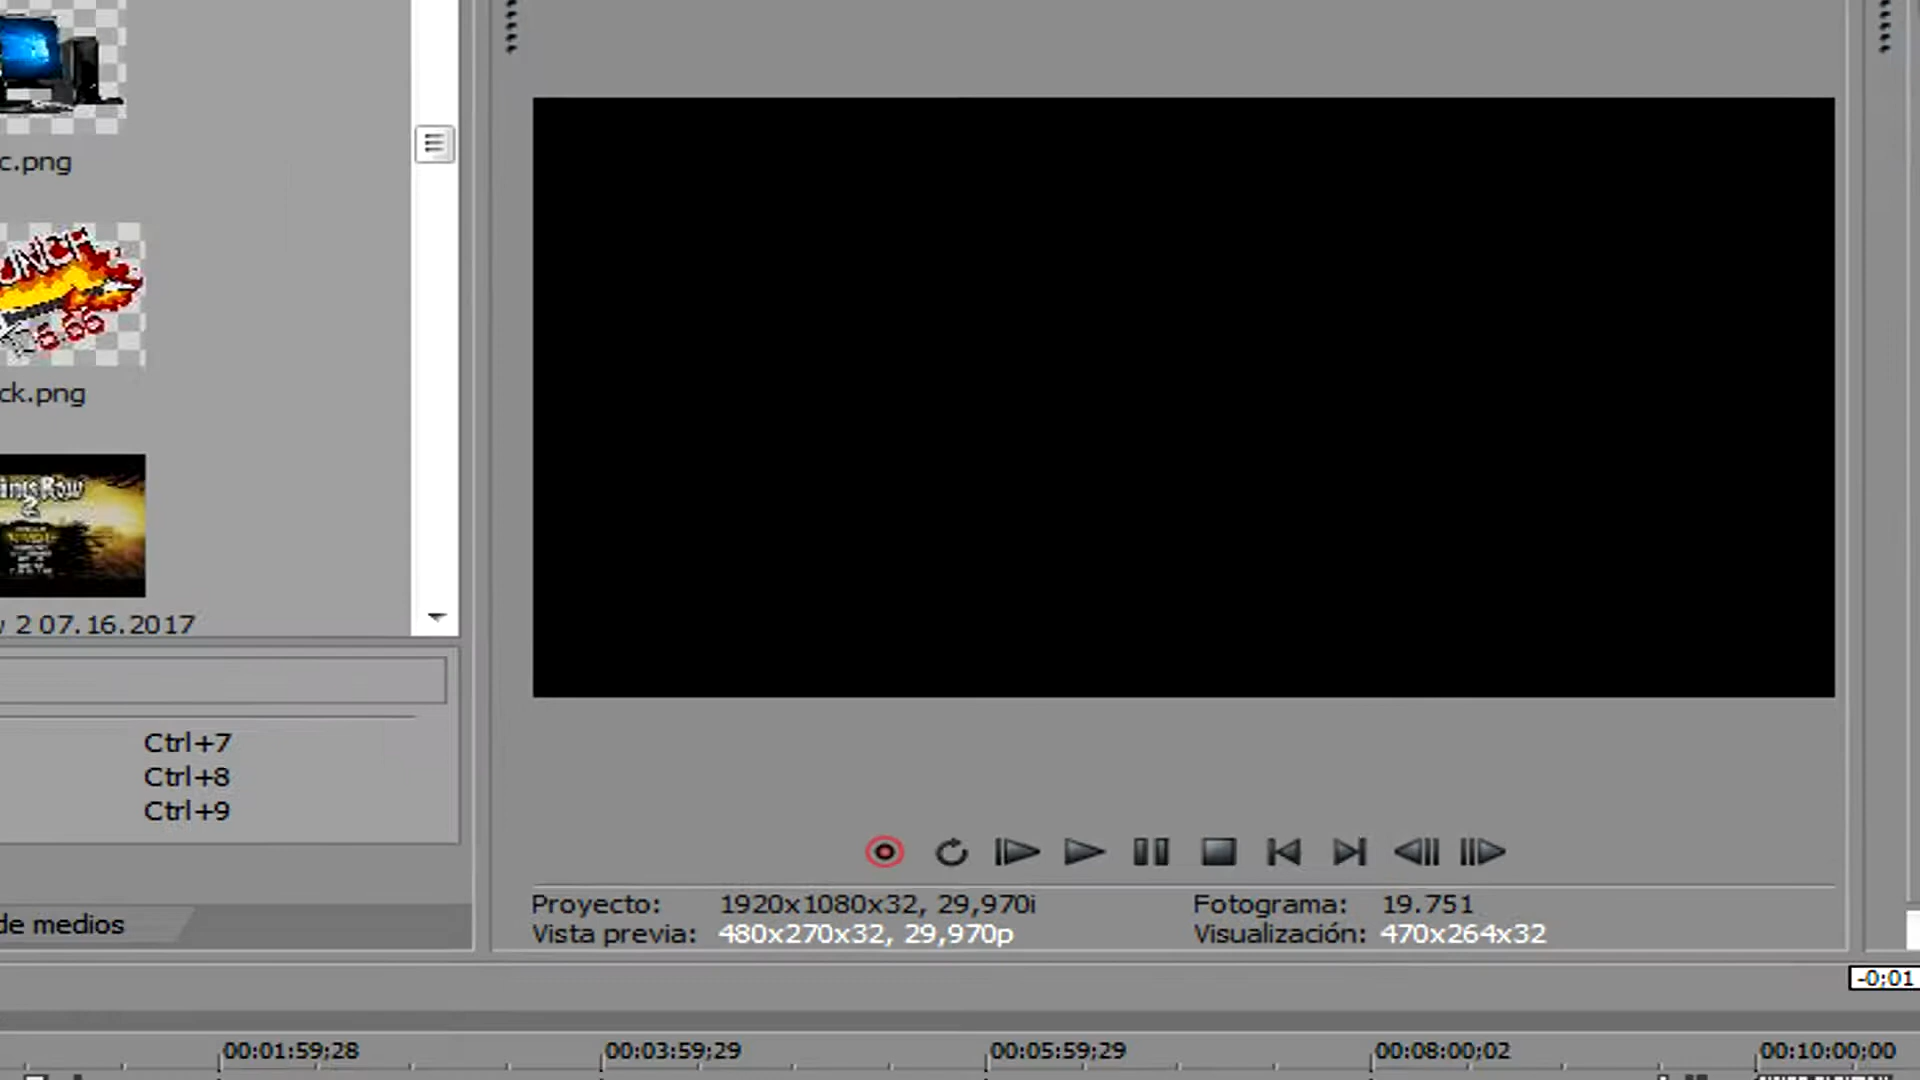 c.png
ck.png
2 07.16.2017
Ctrl+7
Ctrl+8
Ctrl+9
de medios
Proyecto: 1920x1080x32, 29,970i
Fotograma: 19.751
Vista previa: 480x270x32, 29,970p
Visualización: 470x264x32
-0;01
00:01:59;28
00:03:59;29
00:05:59;29
00:08:00;02
00:10:00;00